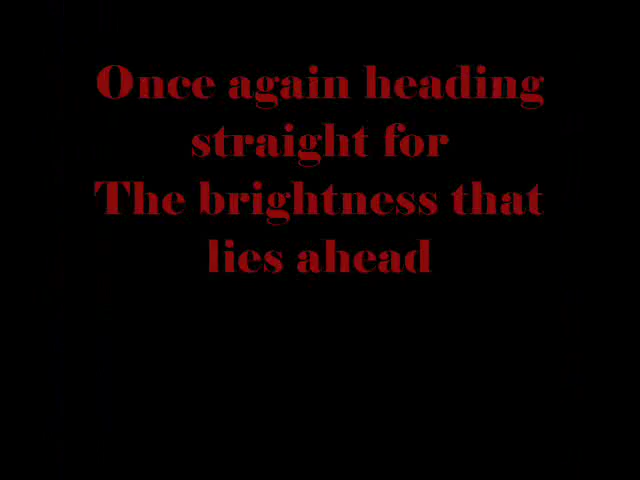 Once again heading
straight for
The brightness that
lies ahead